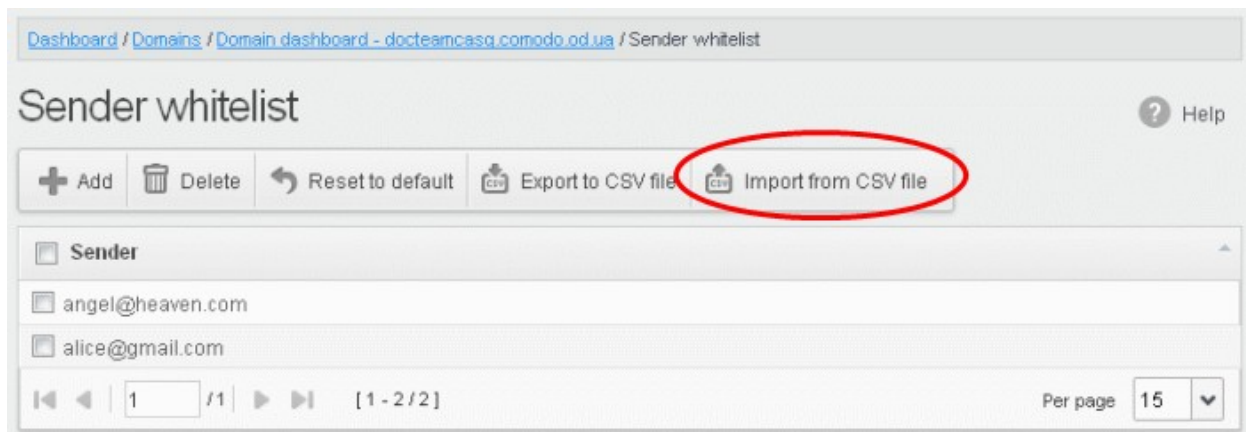 Dashboard / Domains / Domain dashboard - docteamcasg.comodo.od.ua / Sender whitelist
Sender whitelist
Help
Add Delete Reset to default Export to CSV file Import from CSV file
Sender
angel@heaven.com
alice@gmail.com
1 /1 [1-2/2] Per page 15